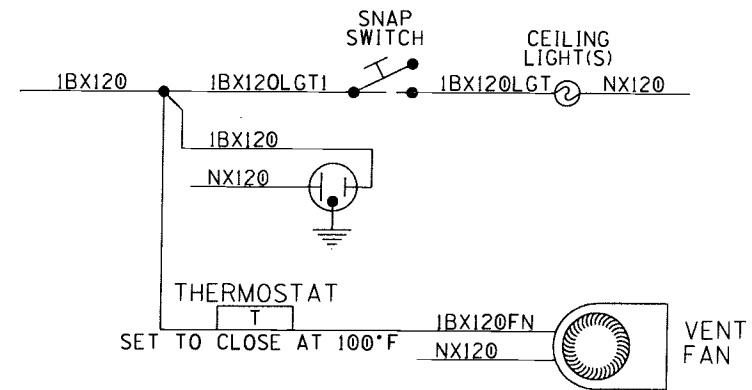 SNAP
SWITCH
CEILING
LIGHT(S)
1BX120
1BX120LGT1
1BX120LGT
NX120
1BX120
NX120
THERMOSTAT
T
SET TO CLOSE AT 100°F
1BX120FN
NX120
VENT
FAN